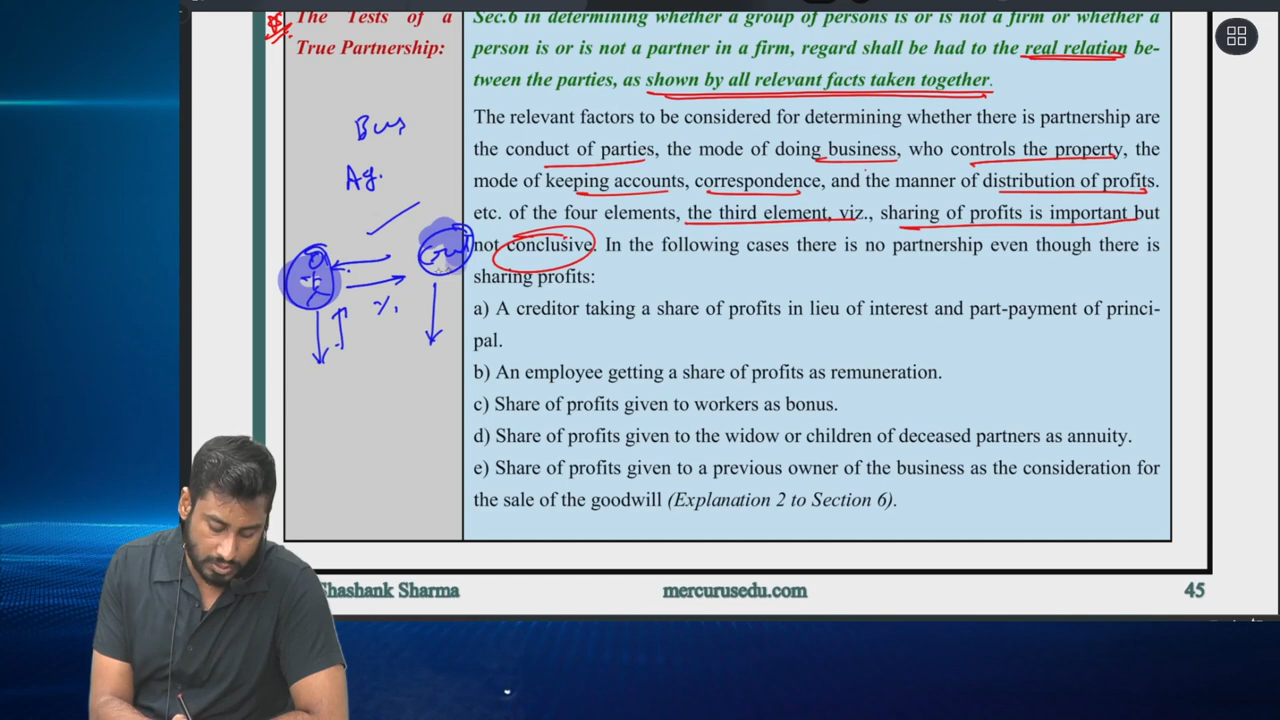 The Tests of a
True Partnership:
Bus
Ag.
%
Sec.6 in determining whether a group of persons is or is not a firm or whether a
person is or is not a partner in a firm, regard shall be had to the real relation be-
tween the parties, as shown by all relevant facts taken together.
The relevant factors to be considered for determining whether there is partnership are
the conduct of parties, the mode of doing business, who controls the property, the
mode of keeping accounts, correspondence, and the manner of distribution of profits.
etc. of the four elements, the third element, viz., sharing of profits is important but
not conclusive. In the following cases there is no partnership even though there is
sharing profits:
a) A creditor taking a share of profits in lieu of interest and part-payment of princi-
pal.
b) An employee getting a share of profits as remuneration.
c) Share of profits given to workers as bonus.
d) Share of profits given to the widow or children of deceased partners as annuity.
e) Share of profits given to a previous owner of the business as the consideration for
the sale of the goodwill (Explanation 2 to Section 6).
Shashank Sharma
mercurusedu.com
45